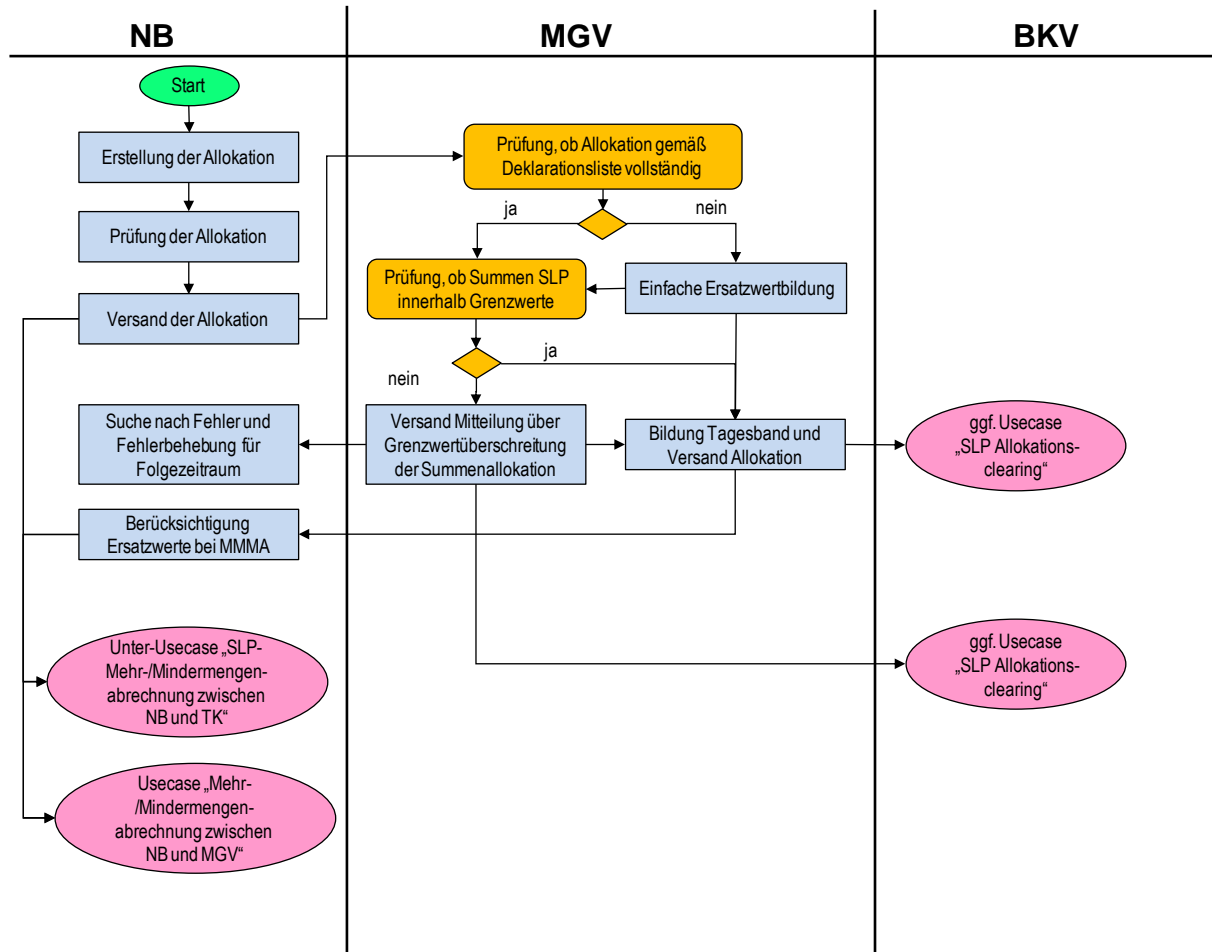 NB
MGV
BKV
Start
Erstellung der Allokation
Prüfung der Allokation
Versand der Allokation
Prüfung, ob Allokation gemäß
Deklarationsliste vollständig
ja
nein
Prüfung, ob Summen SLP
innerhalb Grenzwerte
Einfache Ersatzwertbildung
ja
nein
Suche nach Fehler und
Fehlerbehebung für
Folgezeitraum
Versand Mitteilung über
Grenzwertüberschreitung
der Summenallokation
Bildung Tagesband und
Versand Allokation
ggf. Usecase
„SLP Allokations-
clearing“
Berücksichtigung
Ersatzwerte bei MMMA
Unter-Usecase „SLP-
Mehr-/Mindermengen-
abrechnung zwischen
NB und TK“
ggf. Usecase
„SLP Allokations-
clearing“
Usecase „Mehr-
/Mindermengen-
abrechnung zwischen
NB und MGV“